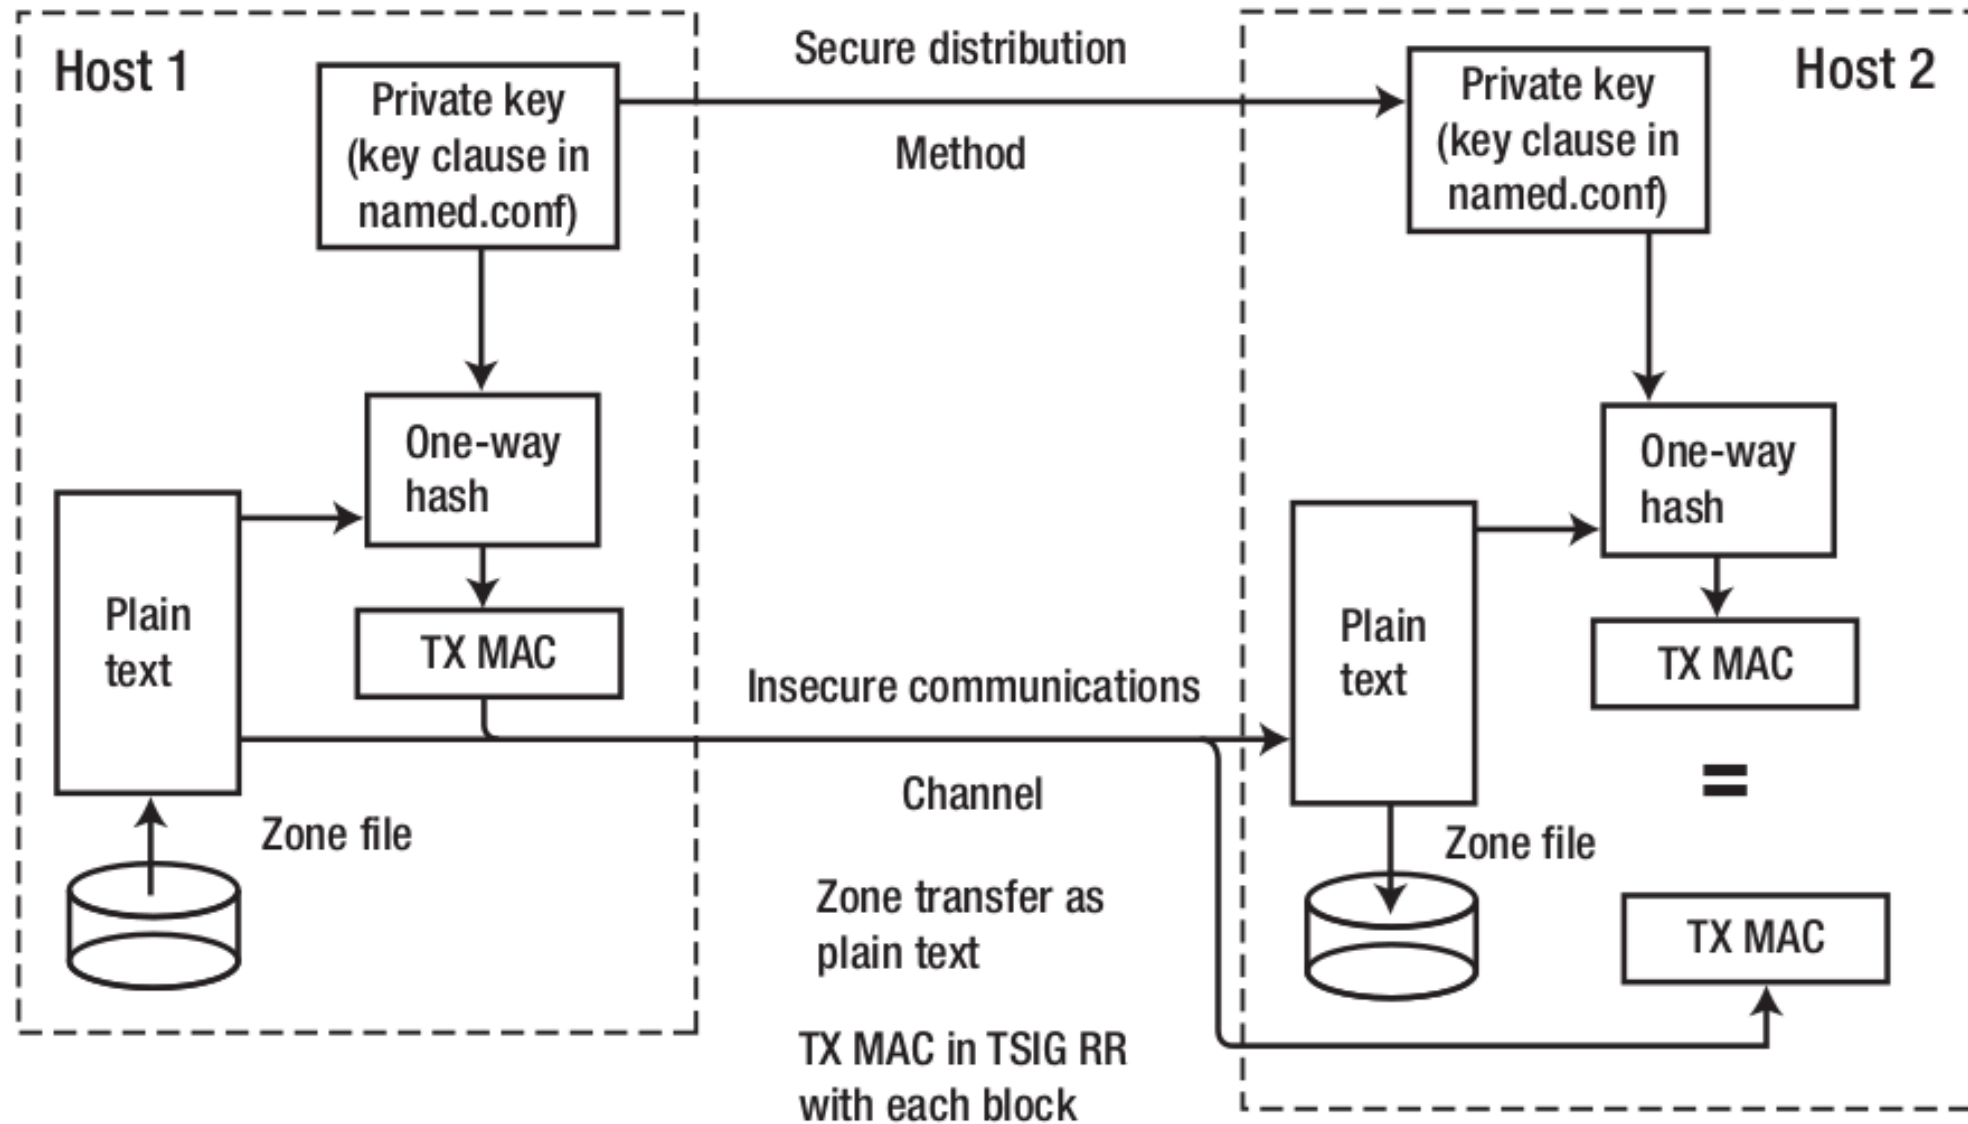 Host 1
Private key
(key clause in
named.conf)
One-way
hash
Plain
text
TX MAC
Zone file
Secure distribution
Method
Insecure communications
Channel
Zone transfer as
plain text
TX MAC in TSIG RR
with each block
Host 2
Private key
(key clause in
named.conf)
One-way
hash
Plain
text
TX MAC
=
Zone file
TX MAC